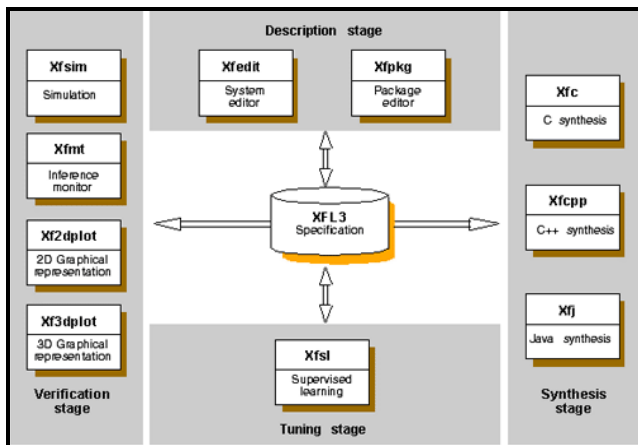 Description stage
Xfsim
Simulation
Xfmt
Inference
monitor
Xf2dplot
2D Graphical
representation
Xf3dplot
3D Graphical
representation
Verification
stage
Xfedit
System
editor
Xfpkg
Package
editor
XFL3
Specification
Xfsl
Supervised
learning
Tuning stage
Xfc
C synthesis
Xfcpp
C++ synthesis
Xfj
Java synthesis
Synthesis
stage